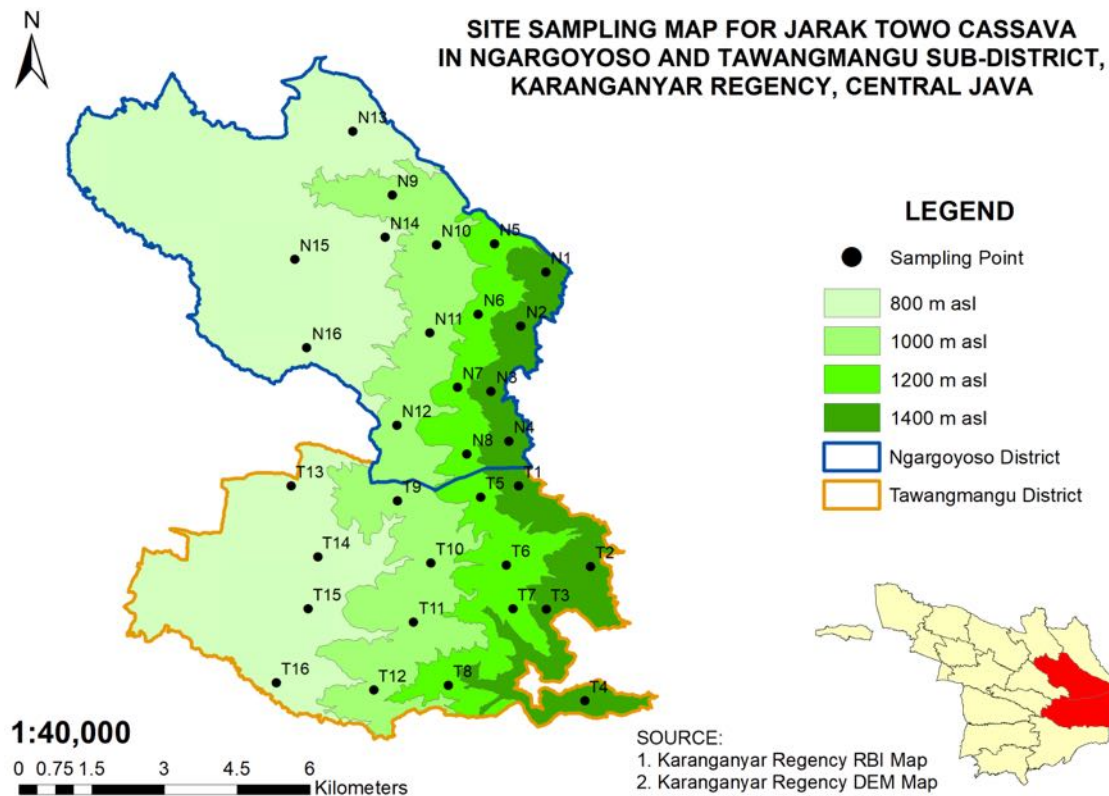 N
SITE SAMPLING MAP FOR JARAK TOWO CASSAVA
IN NGARGOYOSO AND TAWANGMANGU SUB-DISTRICT,
KARANGANYAR REGENCY, CENTRAL JAVA
N13
N9
N14
N10
N5
N15
N1
N6
N2
N11
N16
N7
N3
N12
N4
N8
T13
T9
T5
T1
T14
T10
T6
T2
T15
T11
T7
T3
T16
T12
T8
T4
LEGEND
Sampling Point
800 m asl
1000 m asl
1200 m asl
1400 m asl
Ngargoyoso District
Tawangmangu District
1:40,000
0 0.75 1.5 3 4.5 6
Kilometers
SOURCE:
1. Karanganyar Regency RBI Map
2. Karanganyar Regency DEM Map